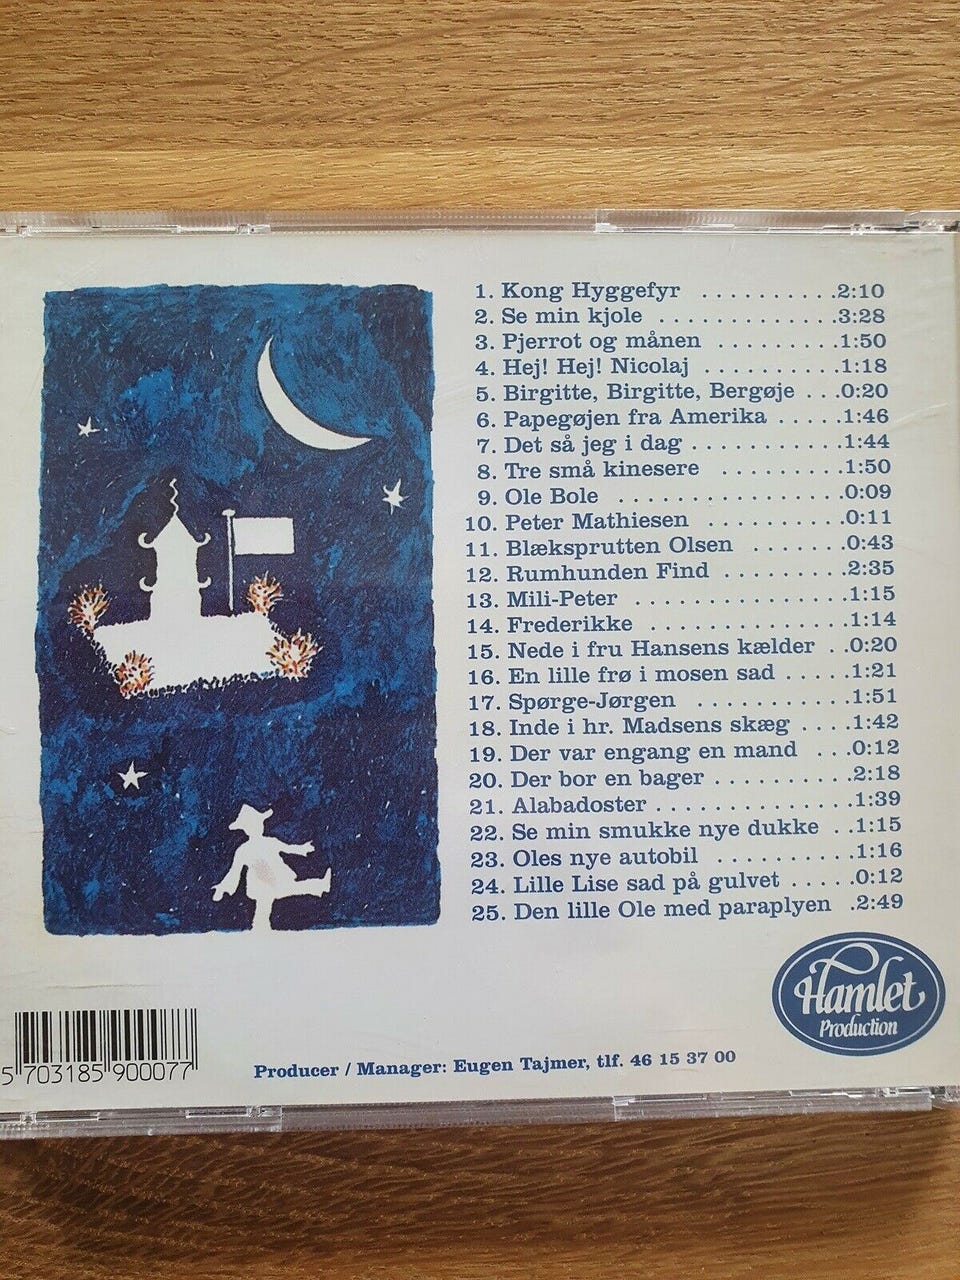 1. Kong Hyggefyr ..........2:10
2. Se min kjole .............3:28
3. Pjerrot og månen .........1:50
4. Hej! Hej! Nicolaj ..........1:18
5. Birgitte, Birgitte, Bergøje ...0:20
6. Papegøjen fra Amerika .....1:46
7. Det så jeg i dag ............1:44
8. Tre små kinesere .........1:50
9. Ole Bole .................0:09
10. Peter Mathiesen ..........0:11
11. Blæksprutten Olsen .......0:43
12. Rumhunden Find .........2:35
13. Mili-Peter ................1:15
14. Frederikke ...............1:14
15. Nede i fru Hansens kælder ..0:20
16. En lille frø i mosen sad .....1:21
17. Spørge-Jørgen ............1:51
18. Inde i hr. Madsens skæg ....1:42
19. Der var engang en mand ...0:12
20. Der bor en bager ..........2:18
21. Alabadoster ...............1:39
22. Se min smukke nye dukke ..1:15
23. Oles nye autobil ..........1:16
24. Lille Lise sad på gulvet .....0:12
25. Den lille Ole med paraplyen .2:49
Hamlet
Production
Producer / Manager: Eugen Tajmer, tlf. 46 15 37 00
5 703185 900077